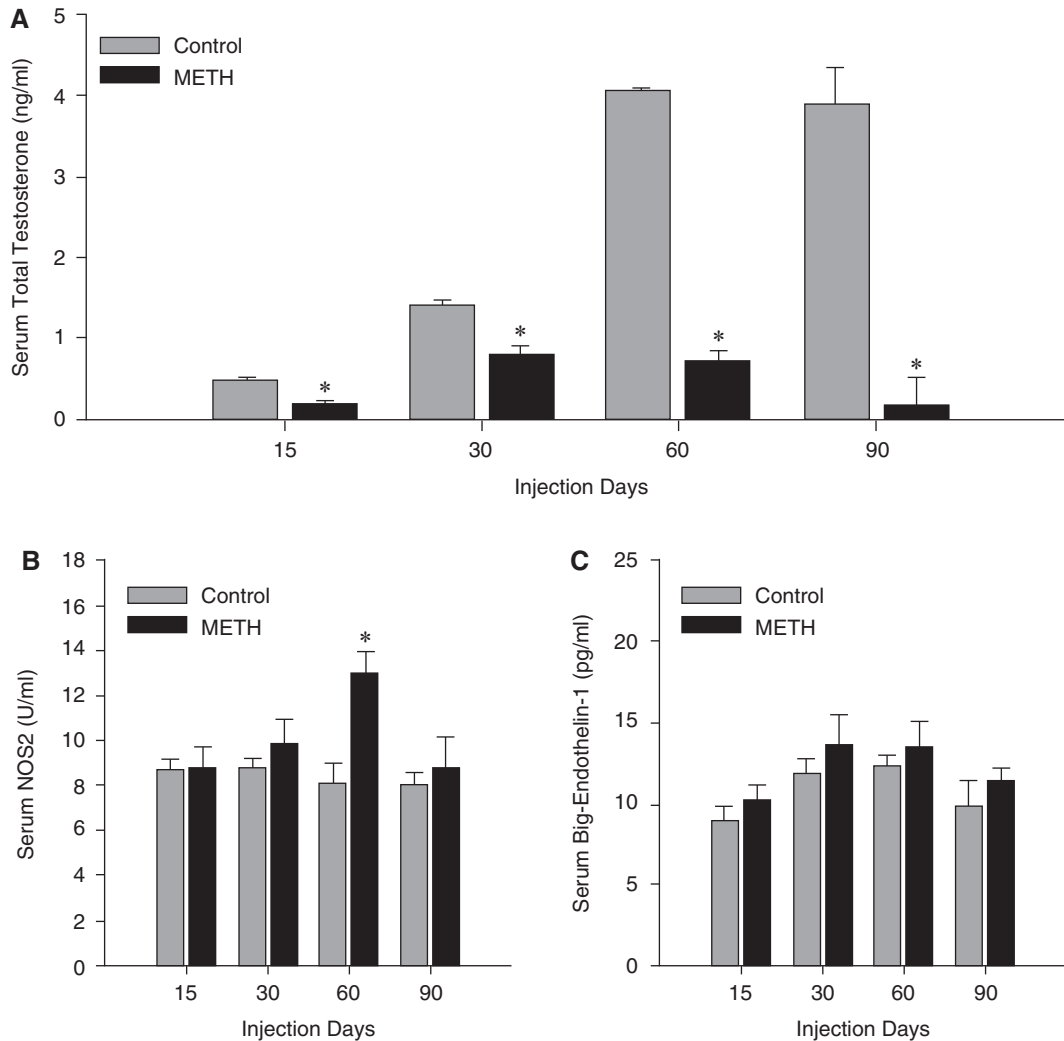 A
Control
METH
Serum Total Testosterone (ng/ml)
5
4
3
2
1
0
*
*
*
*
15 30 60 90
Injection Days
B
Control
METH
Serum NOS2 (U/ml)
18
16
14
12
10
8
6
4
2
0
*
15 30 60 90
Injection Days
C
Control
METH
Serum Big-Endothelin-1 (pg/ml)
25
20
15
10
5
0
15 30 60 90
Injection Days